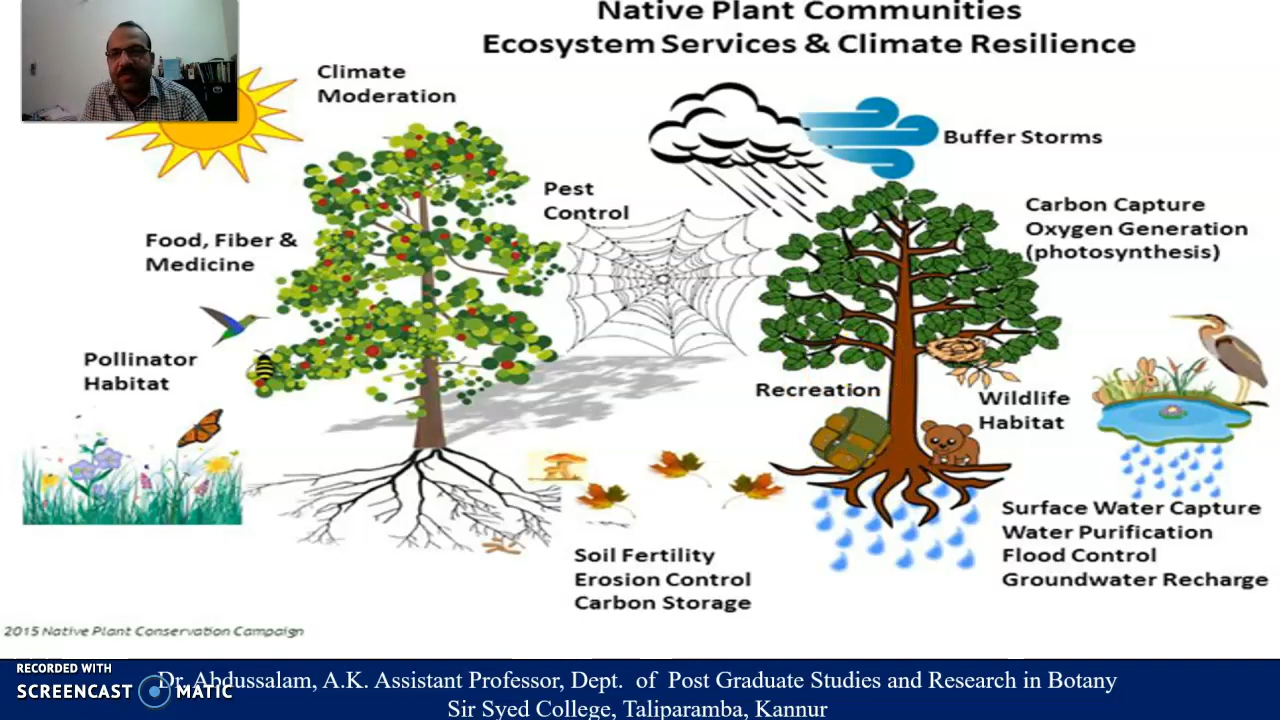 Native Plant Communities
Ecosystem Services & Climate Resilience
Climate
Moderation
Buffer Storms
Pest
Control
Carbon Capture
Oxygen Generation
(photosynthesis)
Food, Fiber &
Medicine
Pollinator
Habitat
Recreation
Wildlife
Habitat
Surface Water Capture
Water Purification
Flood Control
Groundwater Recharge
Soil Fertility
Erosion Control
Carbon Storage
2015 Native Plant Conservation Campaign
RECORDED WITH
SCREENCAST MATIC
Dr. Abdussalam, A.K. Assistant Professor, Dept. of Post Graduate Studies and Research in Botany
Sir Syed College, Taliparamba, Kannur